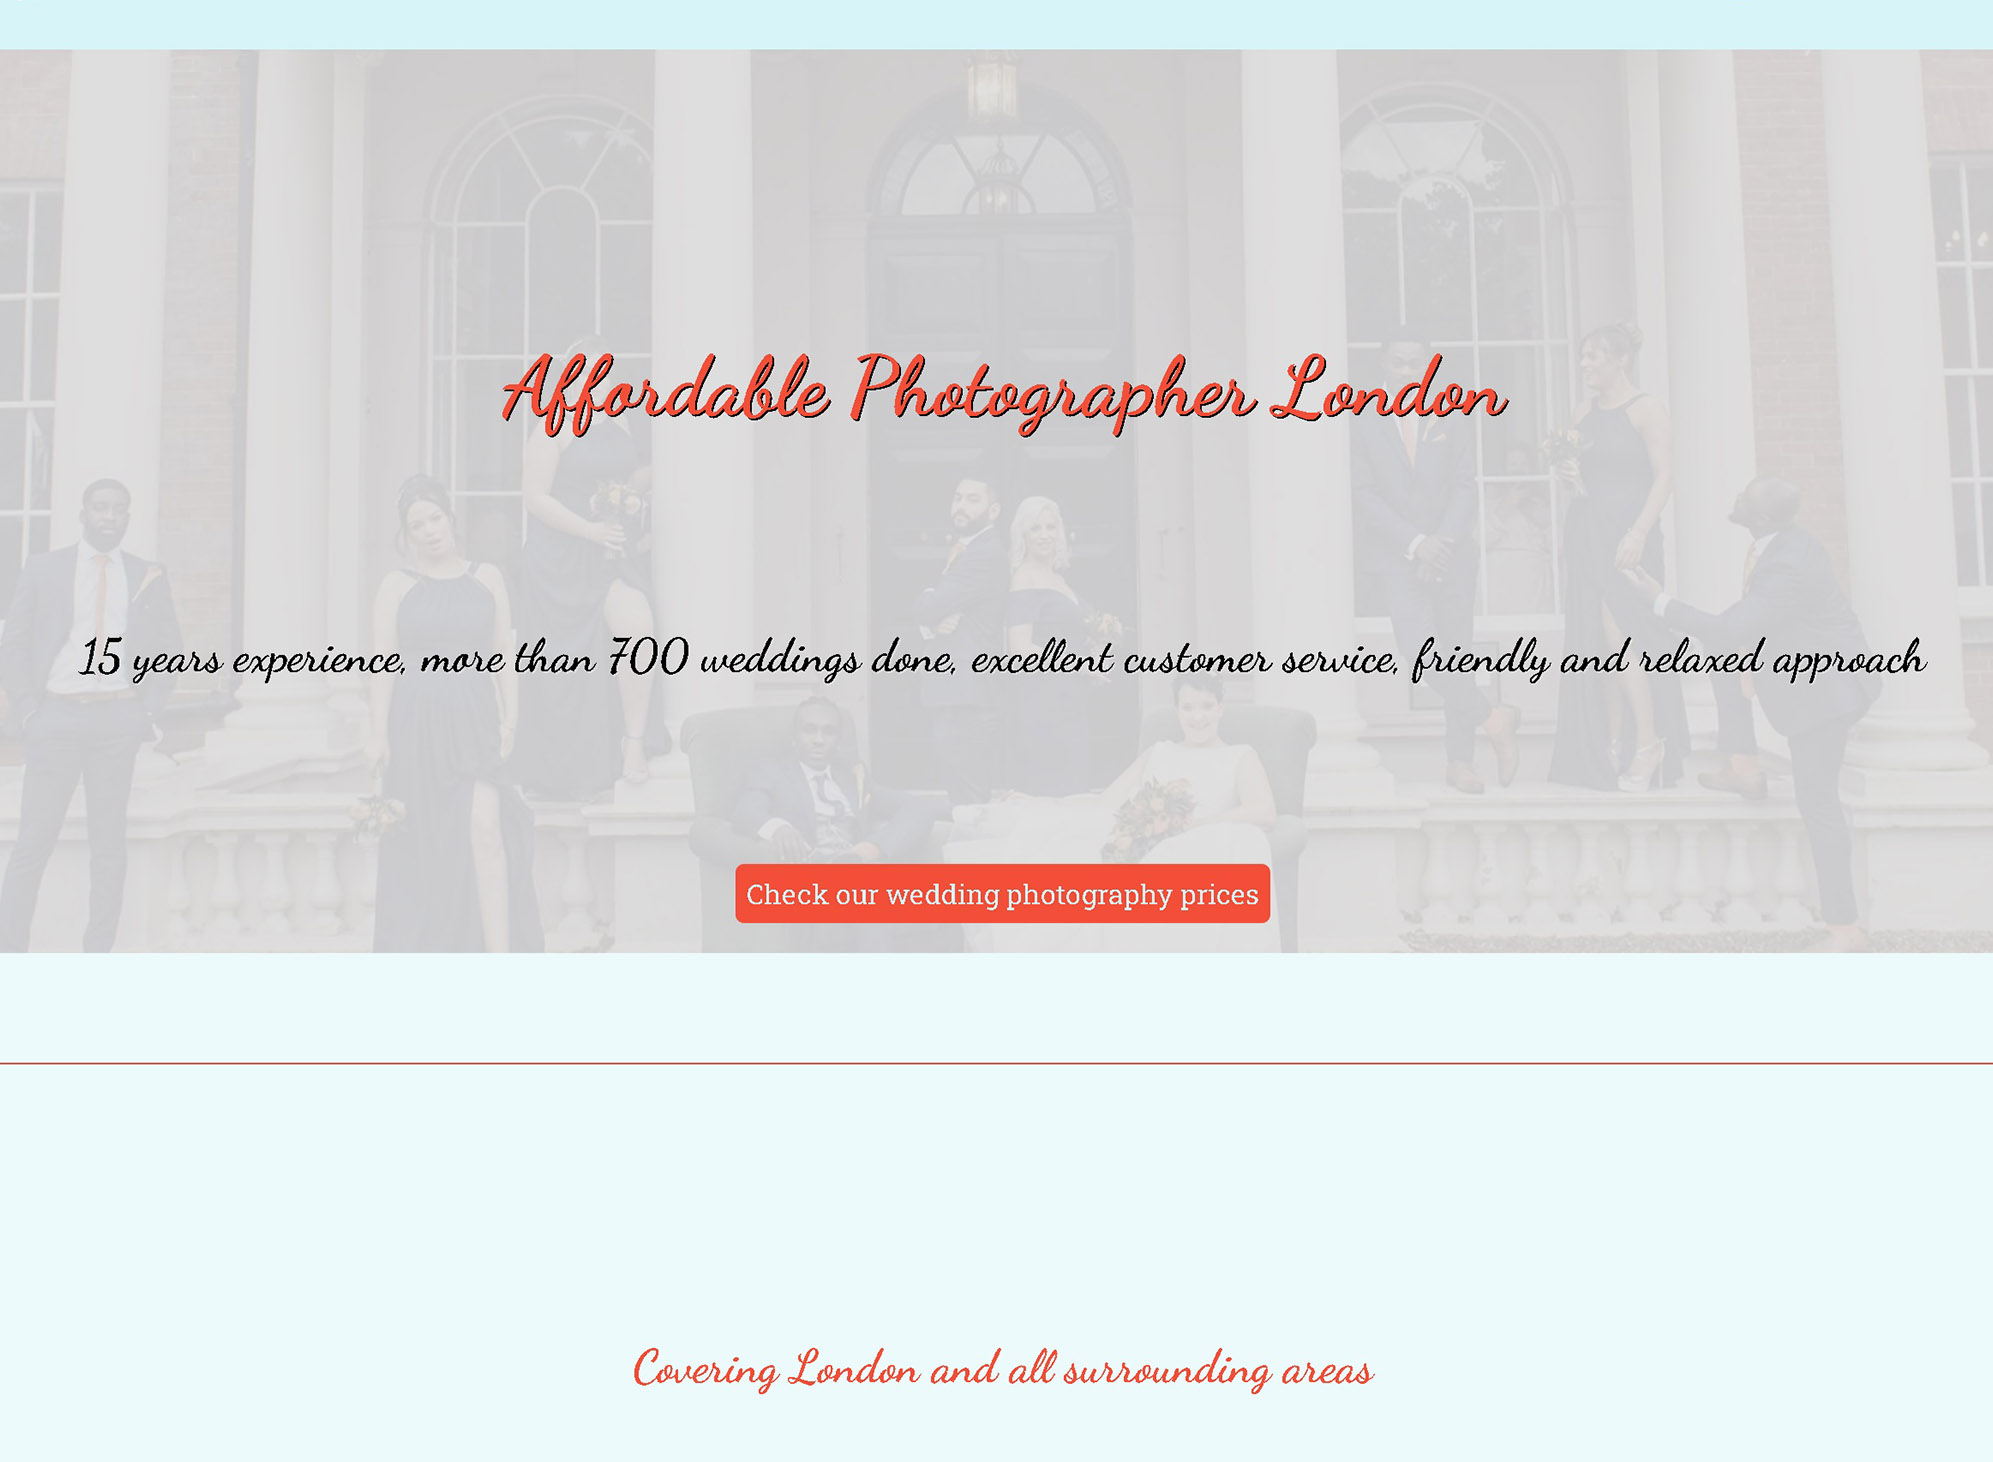 Affordable Photographer London
15 years experience, more than 700 weddings done, excellent customer service, friendly and relaxed approach
Check our wedding photography prices
Covering London and all surrounding areas